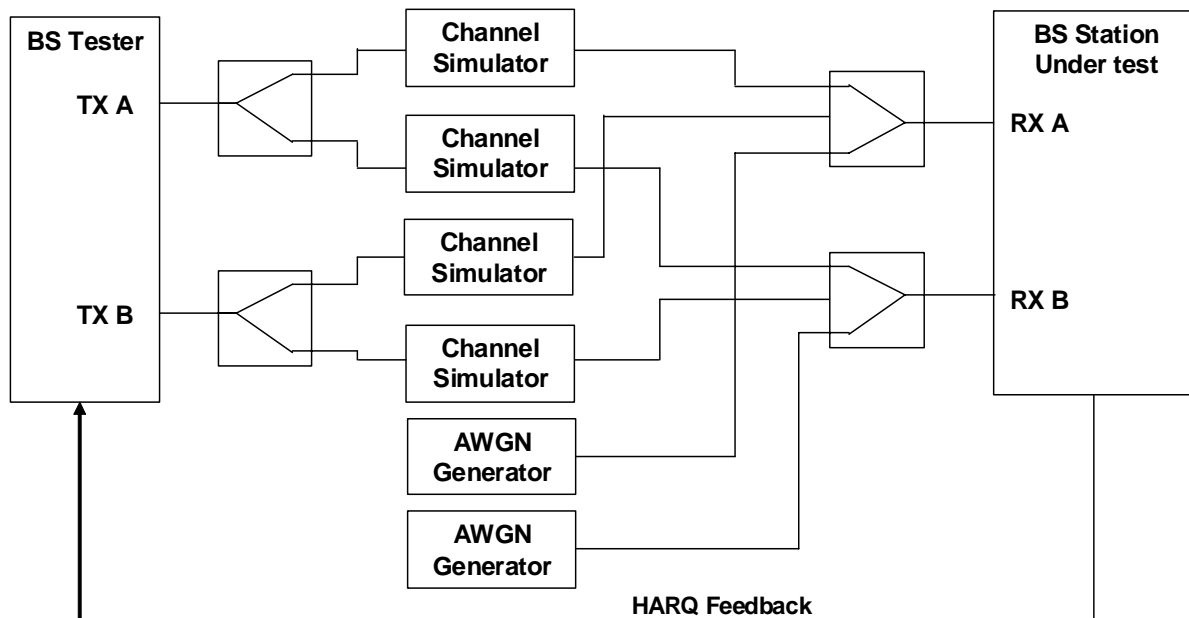 BS Tester
TX A
TX B
Channel
Simulator
Channel
Simulator
Channel
Simulator
Channel
Simulator
AWGN
Generator
AWGN
Generator
BS Station
Under test
RX A
RX B
HARQ Feedback